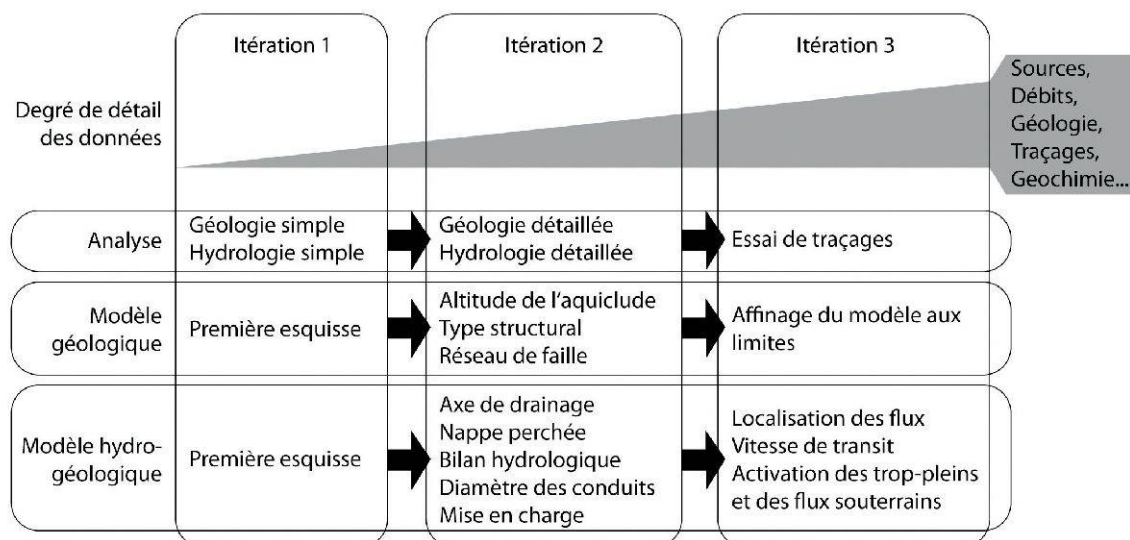 Itération 1
Itération 2
Itération 3
Degré de détail
des données
Sources,
Débits,
Géologie,
Traçages,
Geochimie...
Analyse
Géologie simple
Hydrologie simple
Géologie détaillée
Hydrologie détaillée
Essai de traçages
Modèle
géologique
Première esquisse
Altitude de l'aquiclude
Type structural
Réseau de faille
Affinage du modèle aux
limites
Modèle hydro-
géologique
Première esquisse
Axe de drainage
Nappe perchée
Bilan hydrologique
Diamètre des conduits
Mise en charge
Localisation des flux
Vitesse de transit
Activation des trop-pleins
et des flux souterrains